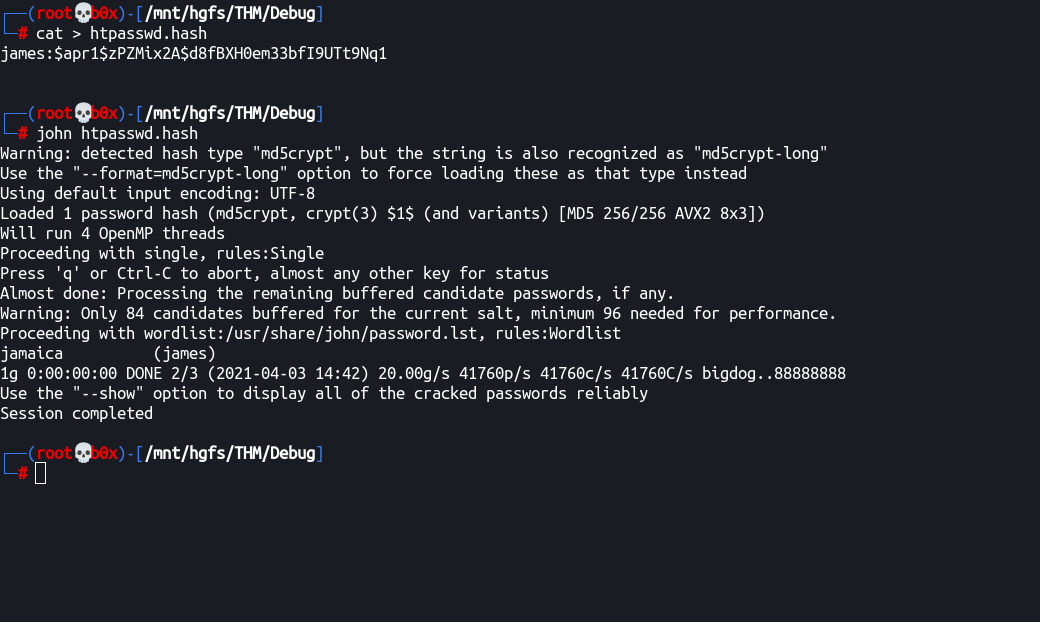 ┌──(root💀b0x)-[/mnt/hgfs/THM/Debug]
└─# cat > htpasswd.hash
james:$apr1$zPZMix2A$d8fBXH0em33bfI9UTt9Nq1
┌──(root💀b0x)-[/mnt/hgfs/THM/Debug]
└─# john htpasswd.hash
Warning: detected hash type "md5crypt", but the string is also recognized as "md5crypt-long"
Use the "--format=md5crypt-long" option to force loading these as that type instead
Using default input encoding: UTF-8
Loaded 1 password hash (md5crypt, crypt(3) $1$ (and variants) [MD5 256/256 AVX2 8x3])
Will run 4 OpenMP threads
Proceeding with single, rules:Single
Press 'q' or Ctrl-C to abort, almost any other key for status
Almost done: Processing the remaining buffered candidate passwords, if any.
Warning: Only 84 candidates buffered for the current salt, minimum 96 needed for performance.
Proceeding with wordlist:/usr/share/john/password.lst, rules:Wordlist
jamaica          (james)
1g 0:00:00:00 DONE 2/3 (2021-04-03 14:42) 20.00g/s 41760p/s 41760c/s 41760C/s bigdog..88888888
Use the "--show" option to display all of the cracked passwords reliably
Session completed
┌──(root💀b0x)-[/mnt/hgfs/THM/Debug]
└─#